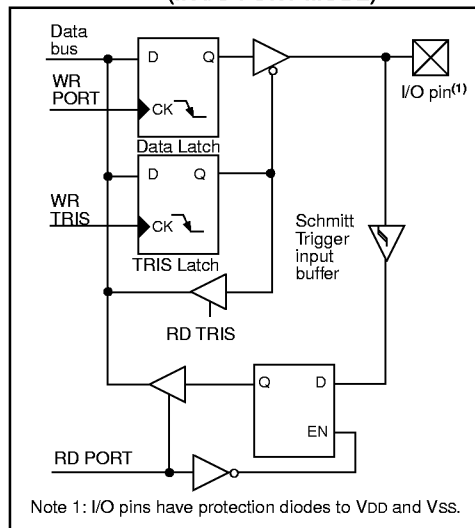 Data
bus
D Q
WR
PORT
CK
I/O pin(1)
Data Latch
D Q
WR
TRIS
CK
Schmitt
Trigger
input
buffer
TRIS Latch
RD TRIS
Q D
EN
RD PORT
Note 1: I/O pins have protection diodes to VDD and VSS.